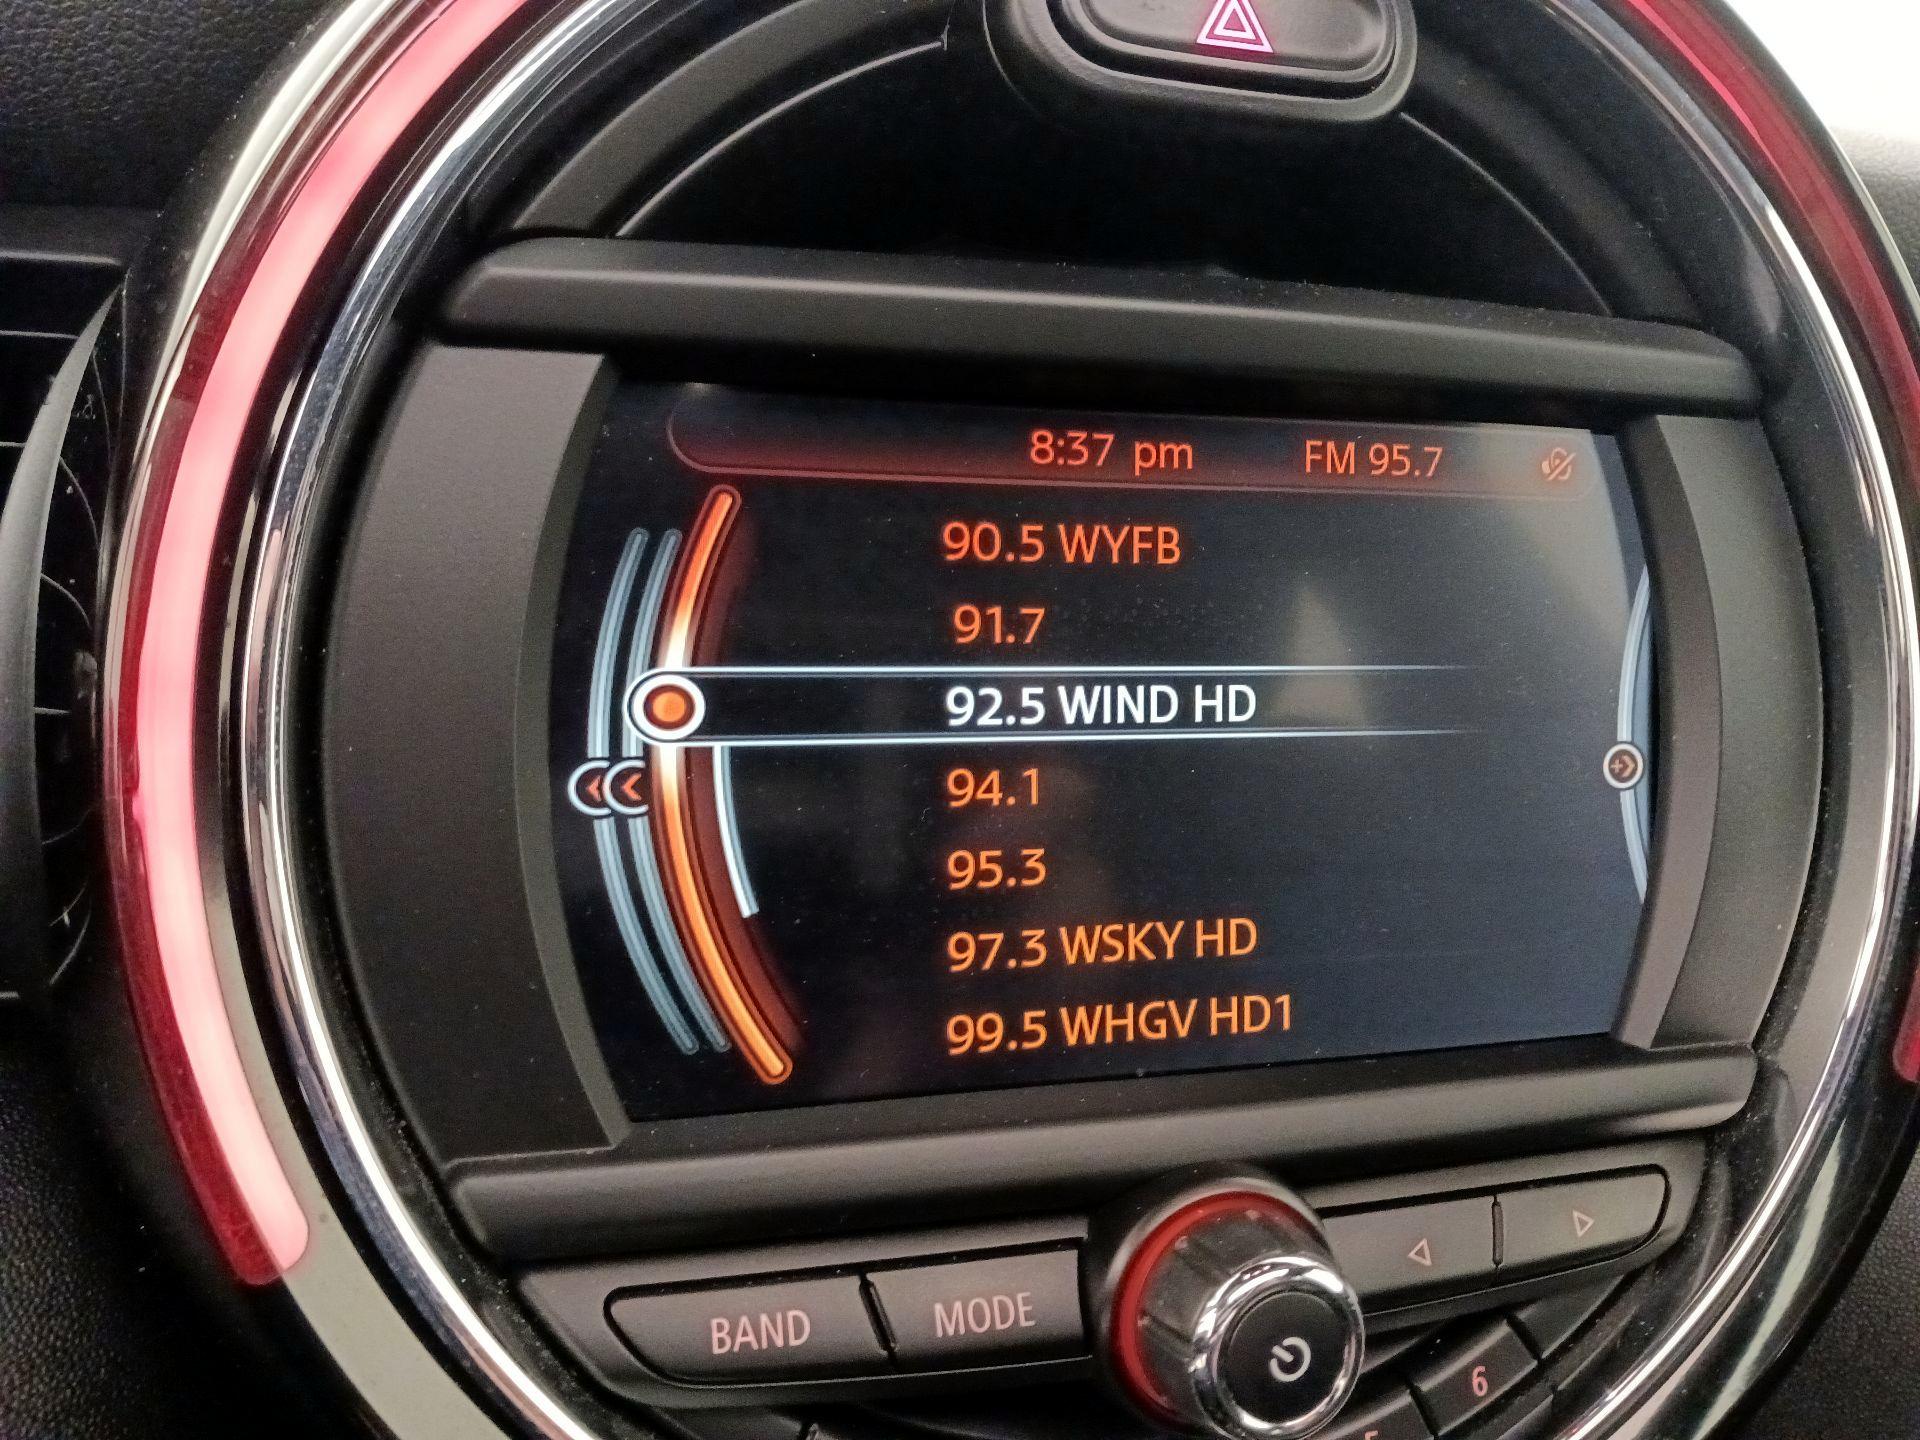 8:37 pm FM 95.7
90.5 WYFB
91.7
92.5 WIND HD
94.1
95.3
97.3 WSKY HD
99.5 WHGV HD1
BAND MODE
6